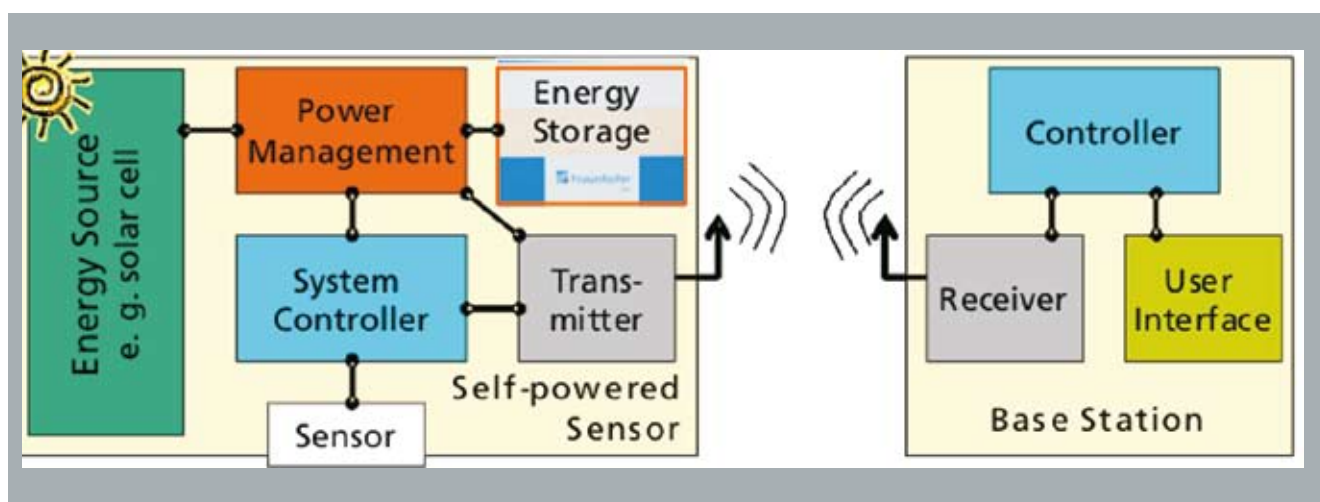 Energy Source
e. g. solar cell
Power
Management
Energy
Storage
Fraunhofer
System
Controller
Trans-
mitter
Sensor
Self-powered
Sensor
Controller
Receiver
User
Interface
Base Station